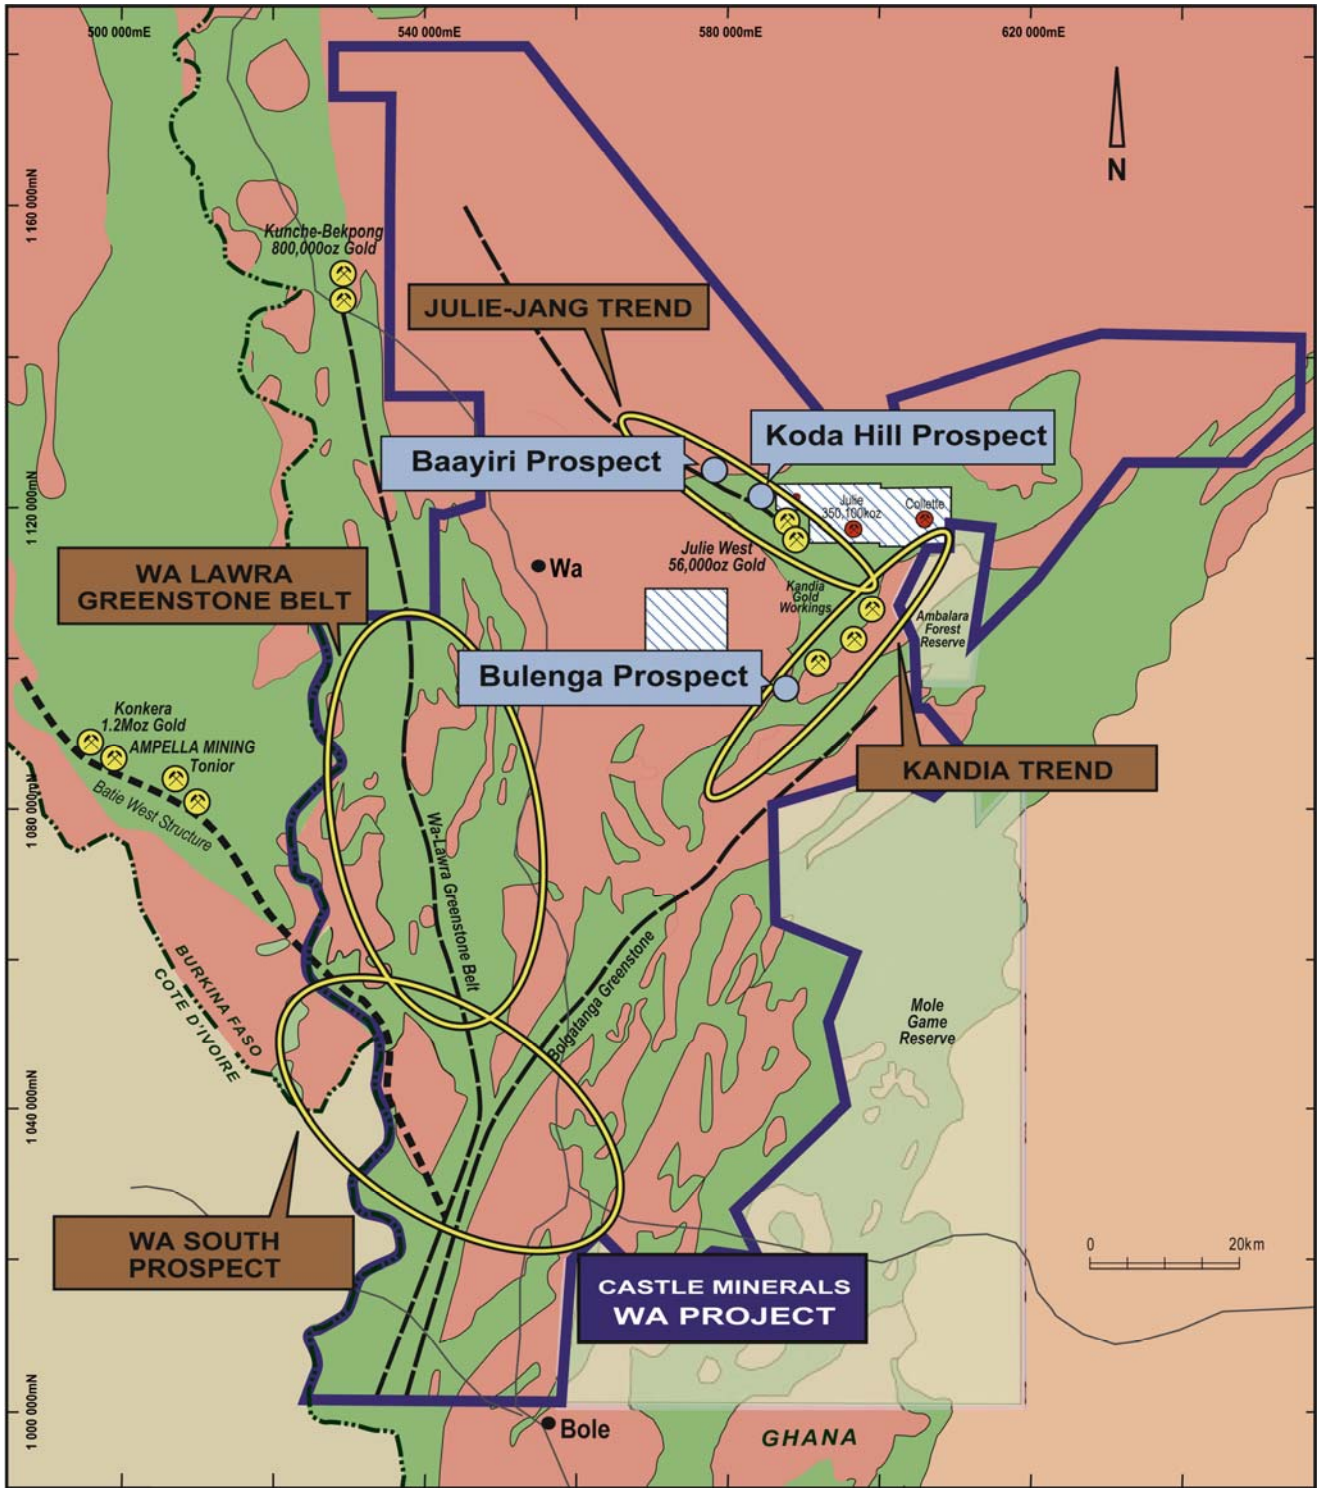 500 000mE
540 000mE
580 000mE
620 000mE
N
1 160 000mN
Kunche-Bekpong
800,000oz Gold
JULIE-JANG TREND
Koda Hill Prospect
Baayiri Prospect
1 120 000mN
Julie
350,100koz
Collette
Julie West
56,000oz Gold
Wa
WA LAWRA
GREENSTONE BELT
Kandia
Gold
Workings
Ambalara
Forest
Reserve
Bulenga Prospect
Konkera
1.2Moz Gold
AMPELLA MINING
Tonior
Batie West Structure
KANDIA TREND
1 080 000mN
Wa-Lawra Greenstone Belt
Bolgatanga Greenstone
BURKINA FASO
COTE D'IVOIRE
Mole
Game
Reserve
1 040 000mN
WA SOUTH
PROSPECT
0 20km
CASTLE MINERALS
WA PROJECT
1 000 000mN
Bole
GHANA